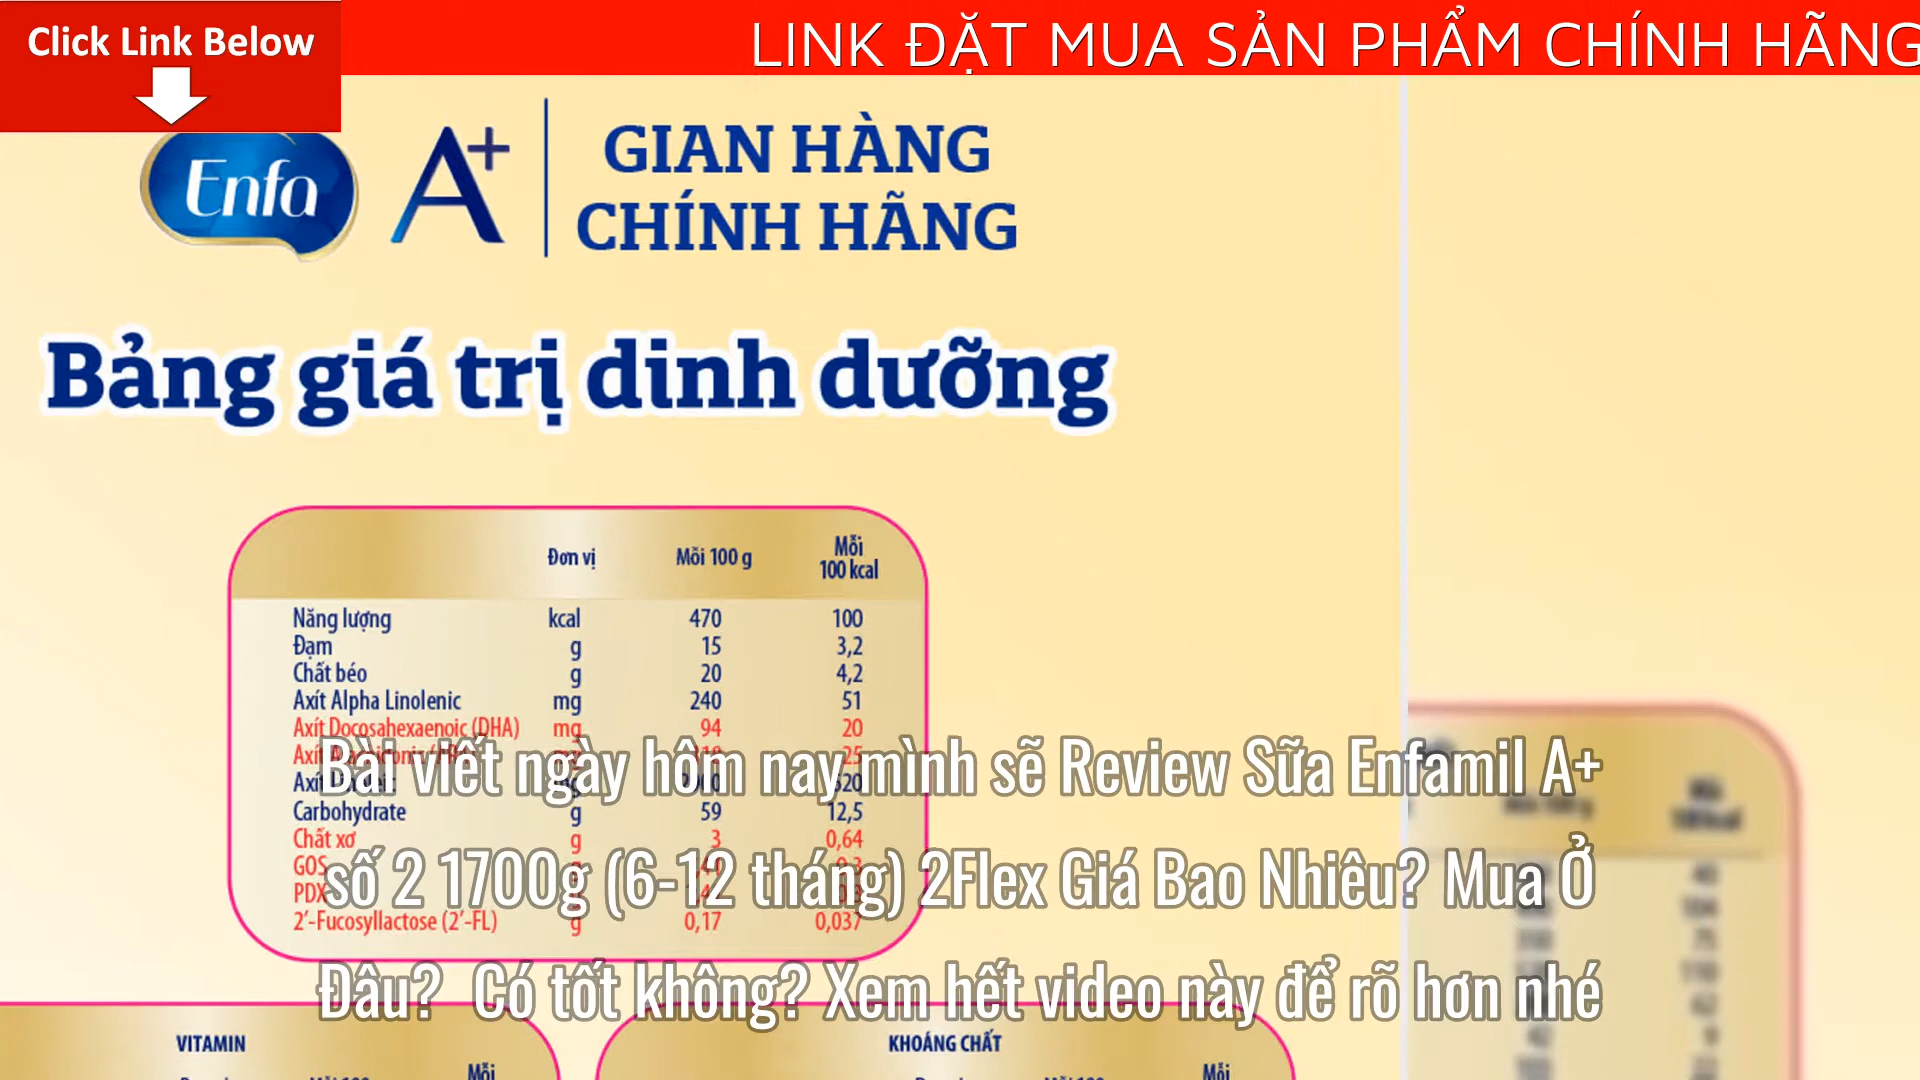 Click Link Below
LINK ĐẶT MUA SẢN PHẨM CHÍNH HÃNG
Enfa A+
GIAN HÀNG
CHÍNH HÃNG
Bảng giá trị dinh dưỡng
Đơn vị Mỗi 100 g Mỗi 100 kcal
Năng lượng kcal 470 100
Đạm g 15 3,2
Chất béo g 20 4,2
Axít Alpha Linolenic mg 240 51
Axít Docosahexaenoic (DHA) mg 94 20
25
Carbohydrate g 59 12,5
Chất xơ g 3 0,64
GOS
PDX
2’-Fucosyllactose (2’-FL) g 0,17 0,037
Bài viết ngày hôm nay mình sẽ Review Sữa Enfamil A+
số 2 1700g (6-12 tháng) 2Flex Giá Bao Nhiêu? Mua Ở
Đâu? Có tốt không? Xem hết video này để rõ hơn nhé
VITAMIN
KHOÁNG CHẤT
Mỗi
Mỗi